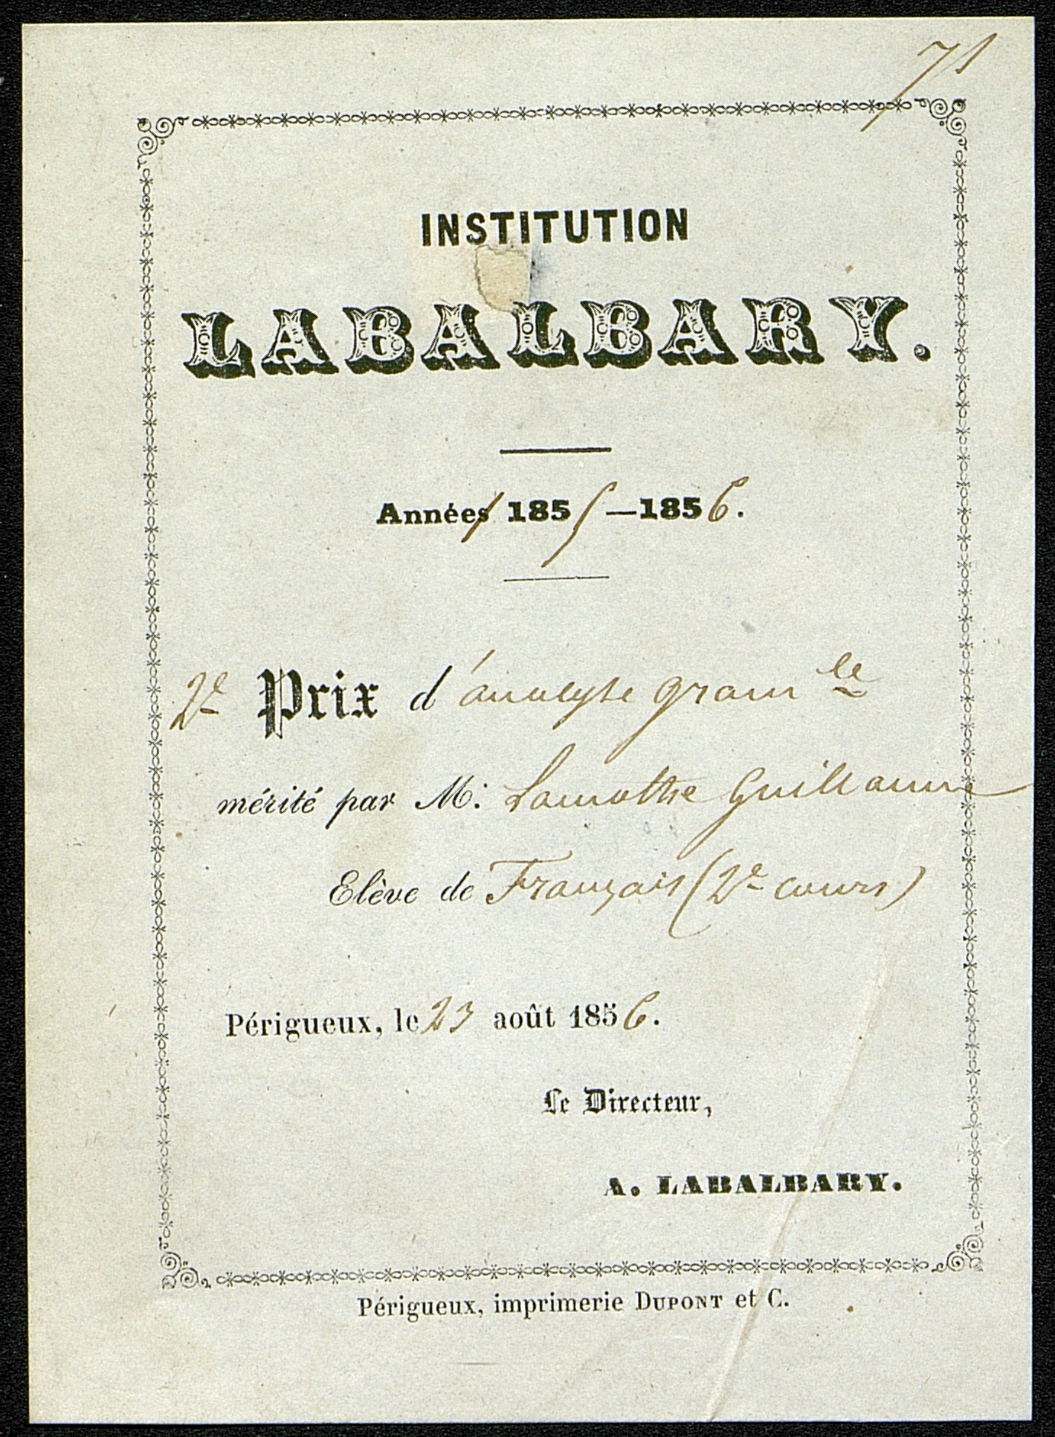 71
INSTITUTION
LABALBARY.
Années 1855—1856.
2e Prix d'analyse gramle
mérité par M. Lamothe Guillaume
Elève de Français (2e cours)
Périgueux, le 23 août 1856.
Le Directeur,
A. LABALBARY.
Périgueux, imprimerie DUPONT et C.